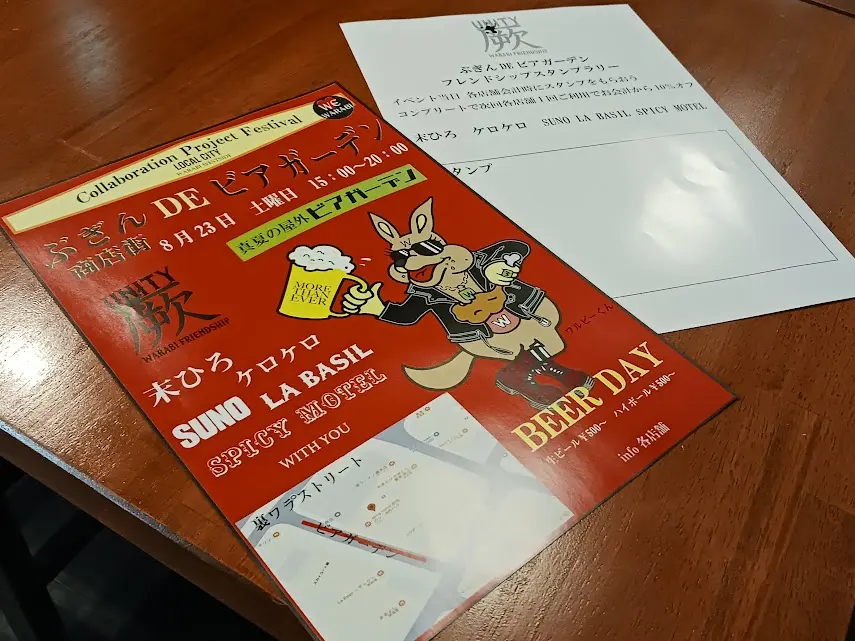 Collaboration Project Festival
LOCAL CITY
WARABI WESTSIDE
We
WARABI
ぶぎん DE ビアガーデン
商店街 8月23日 土曜日 15：00～20：00
真夏の屋外ビアガーデン
MORE
THAN
EVER
W
UNITY
蕨
WARABI FRIENDSHIP
ワルビーくん
末ひろ ケロケロ
SUNO LA BASIL
SPICY MOTEL
WITH YOU
BEER DAY
生ビール￥500～ ハイボール￥500～
info 各店舗
裏ワラストリート
UNITY
蕨
WARABI FRIENDSHIP
ぶぎん DE ビアガーデン
フレンドシップスタンプラリー
イベント当日 各店舗会計時にスタンプをもらおう
コンプリートで次回各店舗1回ご利用でお会計から10％オフ
末ひろ ケロケロ SUNO LA BASIL SPICY MOTEL
スタンプ